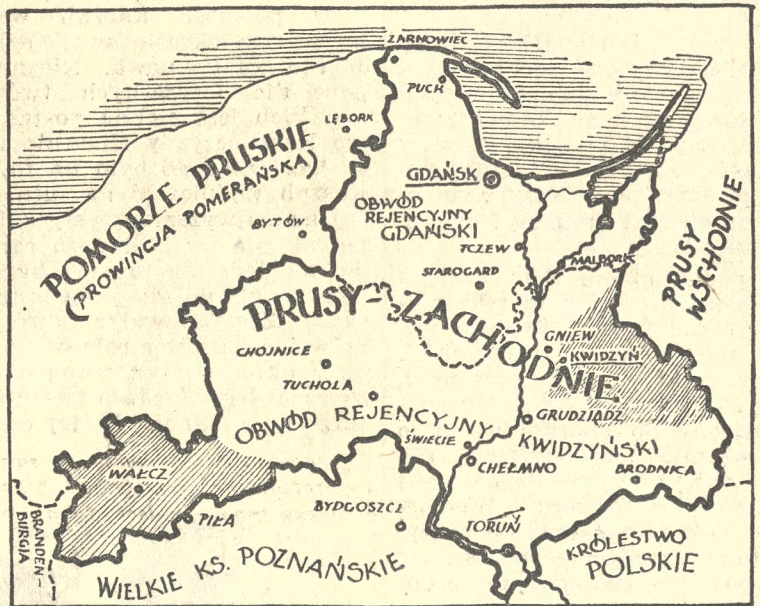 ŻARNOWIEC
PUCK
LĘBORK
POMORZE PRUSKIE
(PROWINCJA POMERAŃSKA)
GDAŃSK
OBWÓD
REJENCYJNY
GDAŃSKI
BYTÓW
TCZEW
STAROGARD
MALBORK
PRUSY
WSCHODNIE
PRUSY-ZACHODNIE
GNIEW
KWIDZYŃ
CHOJNICE
TUCHOLA
GRUDZIĄDZ
OBWÓD REJENCYJNY
KWIDZYŃSKI
ŚWIECIE
CHEŁMNO
BRODNICA
WAŁCZ
BYDGOSZCZ
PIŁA
TORUŃ
BRANDEN-
BURGIA
WIELKIE KS. POZNAŃSKIE
KRÓLESTWO
POLSKIE